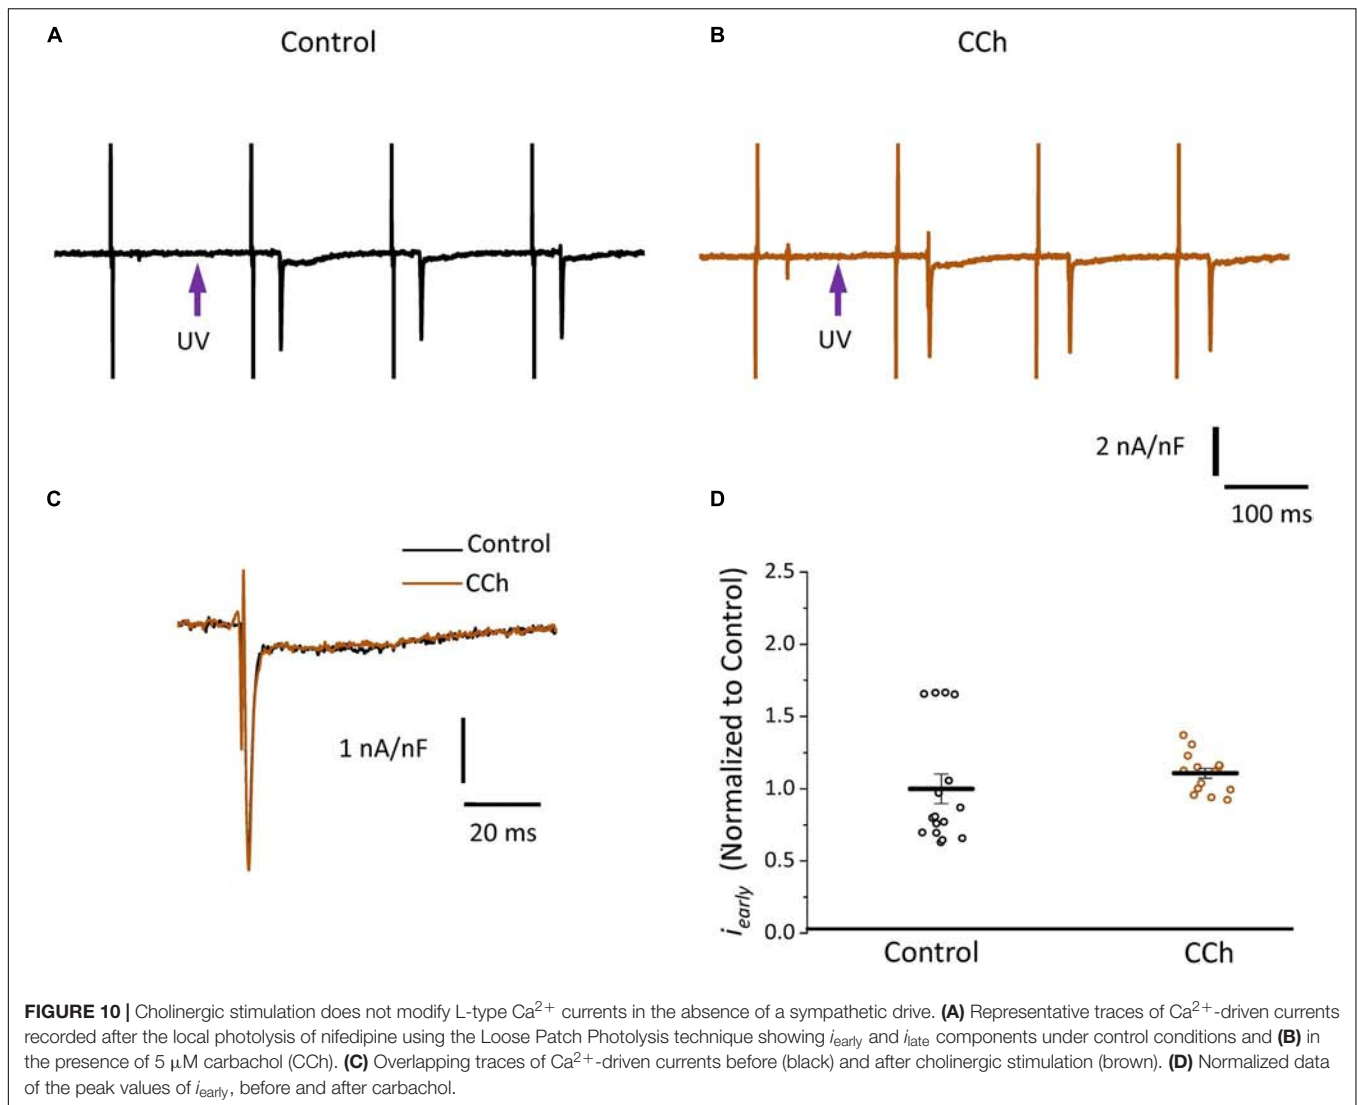 A
Control
B
CCh
UV
UV
2 nA/nF
100 ms
C
Control
CCh
1 nA/nF
20 ms
D
i_early (Normalized to Control)
2.5
2.0
1.5
1.0
0.5
0.0
Control
CCh
FIGURE 10 | Cholinergic stimulation does not modify L-type Ca2+ currents in the absence of a sympathetic drive. (A) Representative traces of Ca2+-driven currents
recorded after the local photolysis of nifedipine using the Loose Patch Photolysis technique showing i_early and i_late components under control conditions and (B) in
the presence of 5 μM carbachol (CCh). (C) Overlapping traces of Ca2+-driven currents before (black) and after cholinergic stimulation (brown). (D) Normalized data
of the peak values of i_early, before and after carbachol.